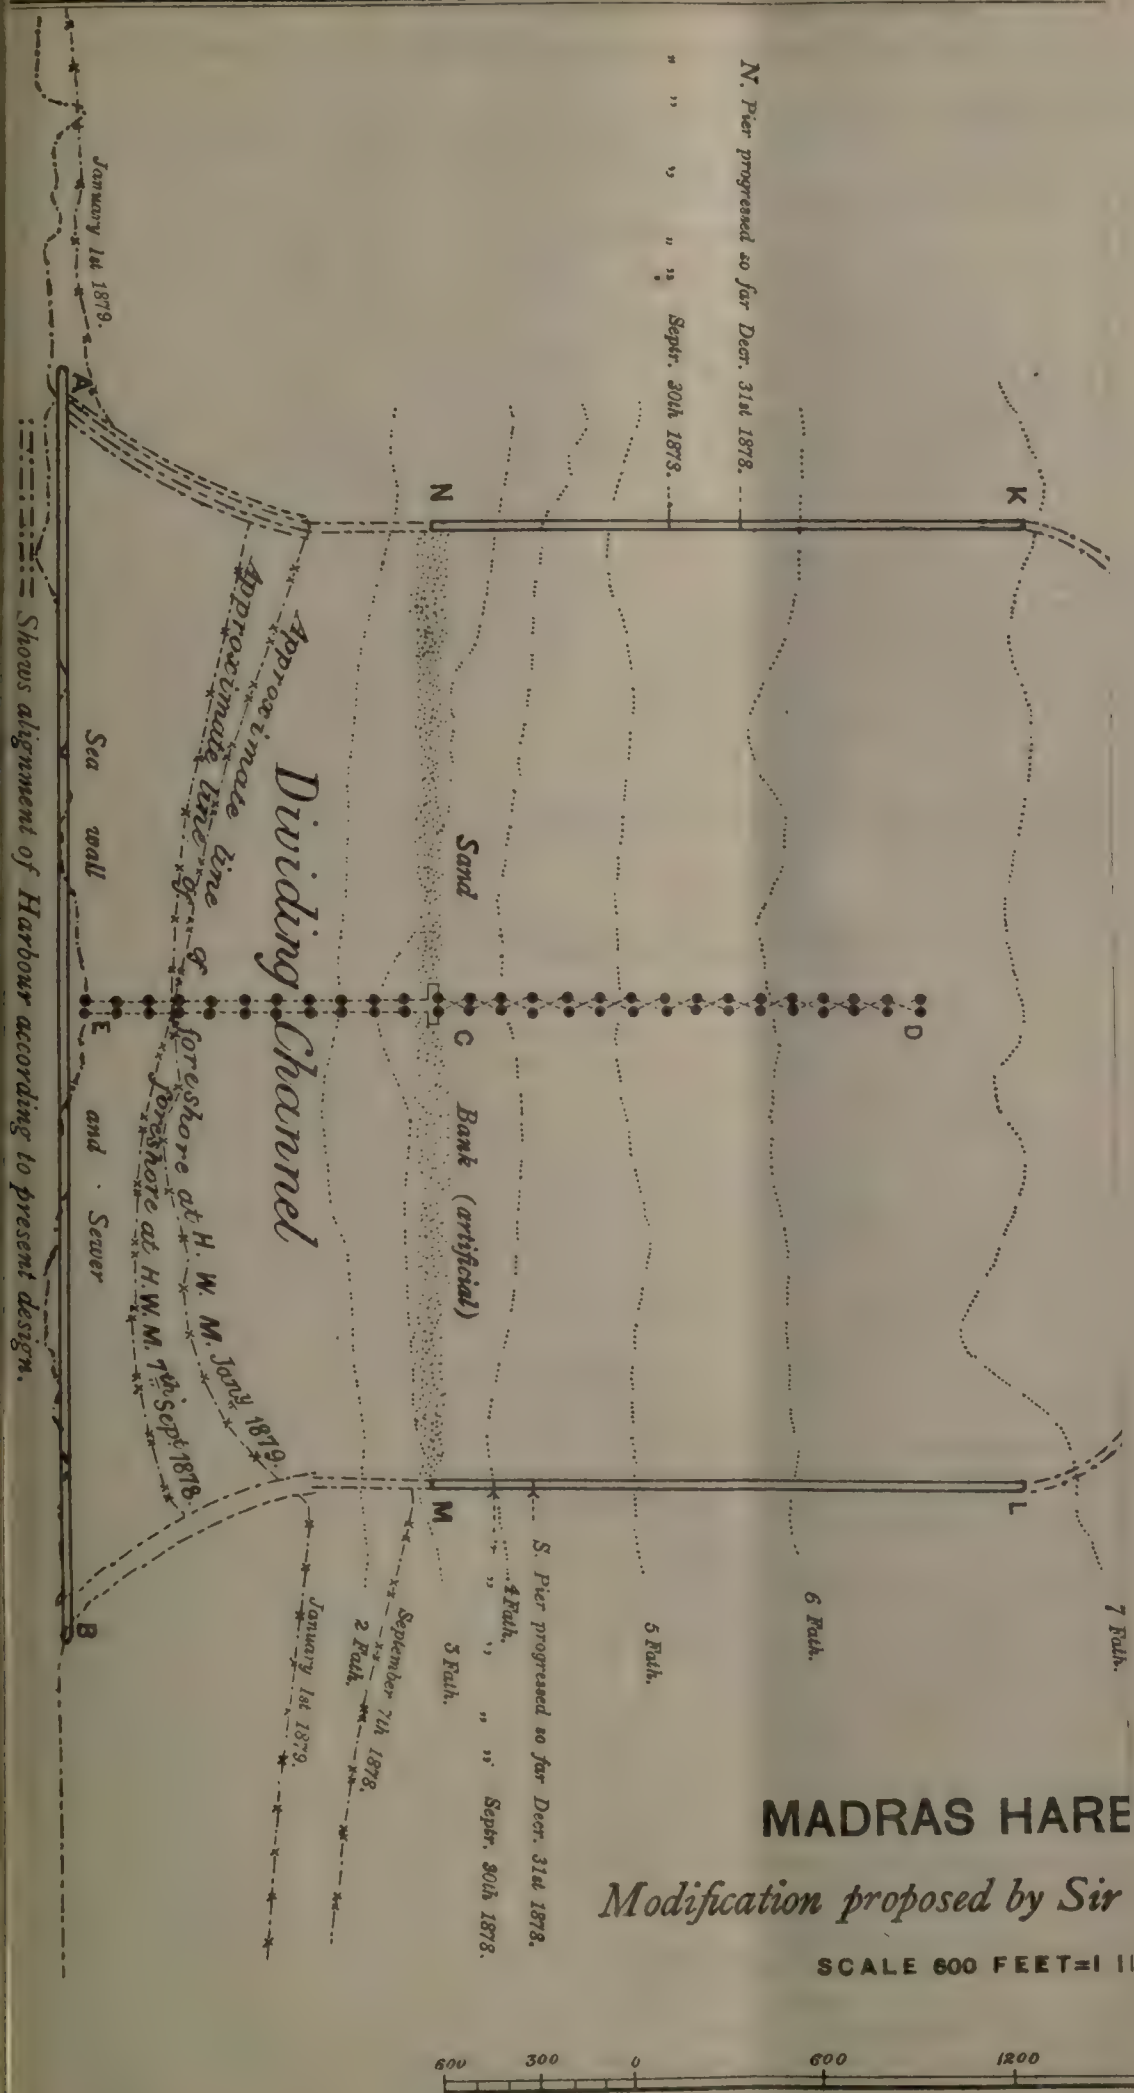 MADRAS HARB
Modification proposed by Sir
SCALE 600 FEET=1 I
600 300 0 600 1200
7 Fath.
6 Fath.
5 Fath.
4 Fath.
3 Fath.
2 Fath.
K
L
N. Pier progressed so far Decr. 31st 1878.
" " " " " Septr. 30th 1878.
D
S. Pier progressed so far Decr. 31st 1878.
" " " " " Septr. 30th 1878.
N
Sand
C
Bank (artificial)
M
September 7th 1878.
January 1st 1879.
Dividing Channel
Approximate line of foreshore at H. W. M. Jany 1879.
Approximate line of foreshore at H.W.M. 7th Sept 1878.
January 1st 1879.
A
Sea wall
E
and Sewer
B
Shows alignment of Harbour according to present design.